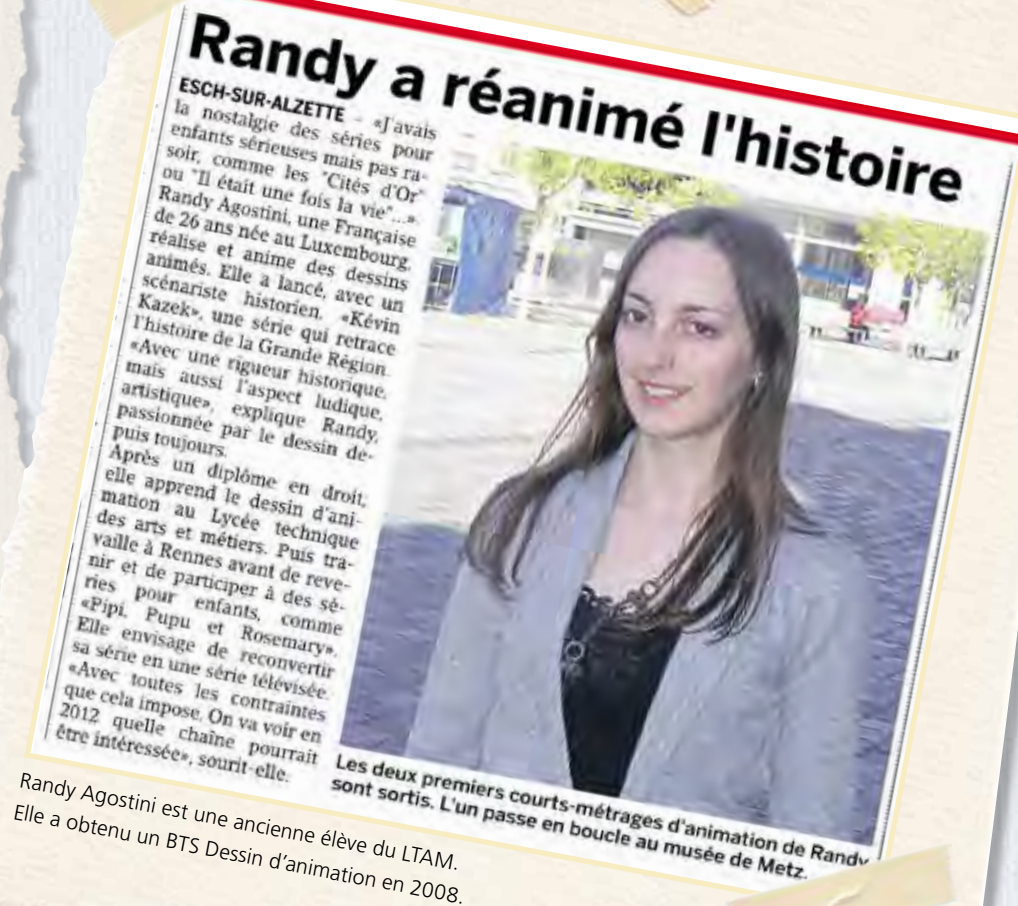 Randy a réanimé l'histoire
ESCH-SUR-ALZETTE - «J'avais
la nostalgie des séries pour
enfants sérieuses mais pas ra-
soir, comme les "Cités d'Or"
ou "Il était une fois la vie"...».
Randy Agostini, une Française
de 26 ans née au Luxembourg,
réalise et anime des dessins
animés. Elle a lancé, avec un
scénariste historien, «Kévin
Kazek», une série qui retrace
l'histoire de la Grande Région.
«Avec une rigueur historique,
mais aussi l'aspect ludique,
artistique», explique Randy,
passionnée par le dessin de-
puis toujours.
Après un diplôme en droit,
elle apprend le dessin d'ani-
mation au Lycée technique
des arts et métiers. Puis tra-
vaille à Rennes avant de reve-
nir et de participer à des sé-
ries pour enfants, comme
«Pipi, Pupu et Rosemary».
Elle envisage de reconvertir
sa série en une série télévisée.
«Avec toutes les contraintes
que cela impose. On va voir en
2012 quelle chaîne pourrait
être intéressée», sourit-elle.
Les deux premiers courts-métrages d'animation de Randy
sont sortis. L'un passe en boucle au musée de Metz.
Randy Agostini est une ancienne élève du LTAM.
Elle a obtenu un BTS Dessin d'animation en 2008.